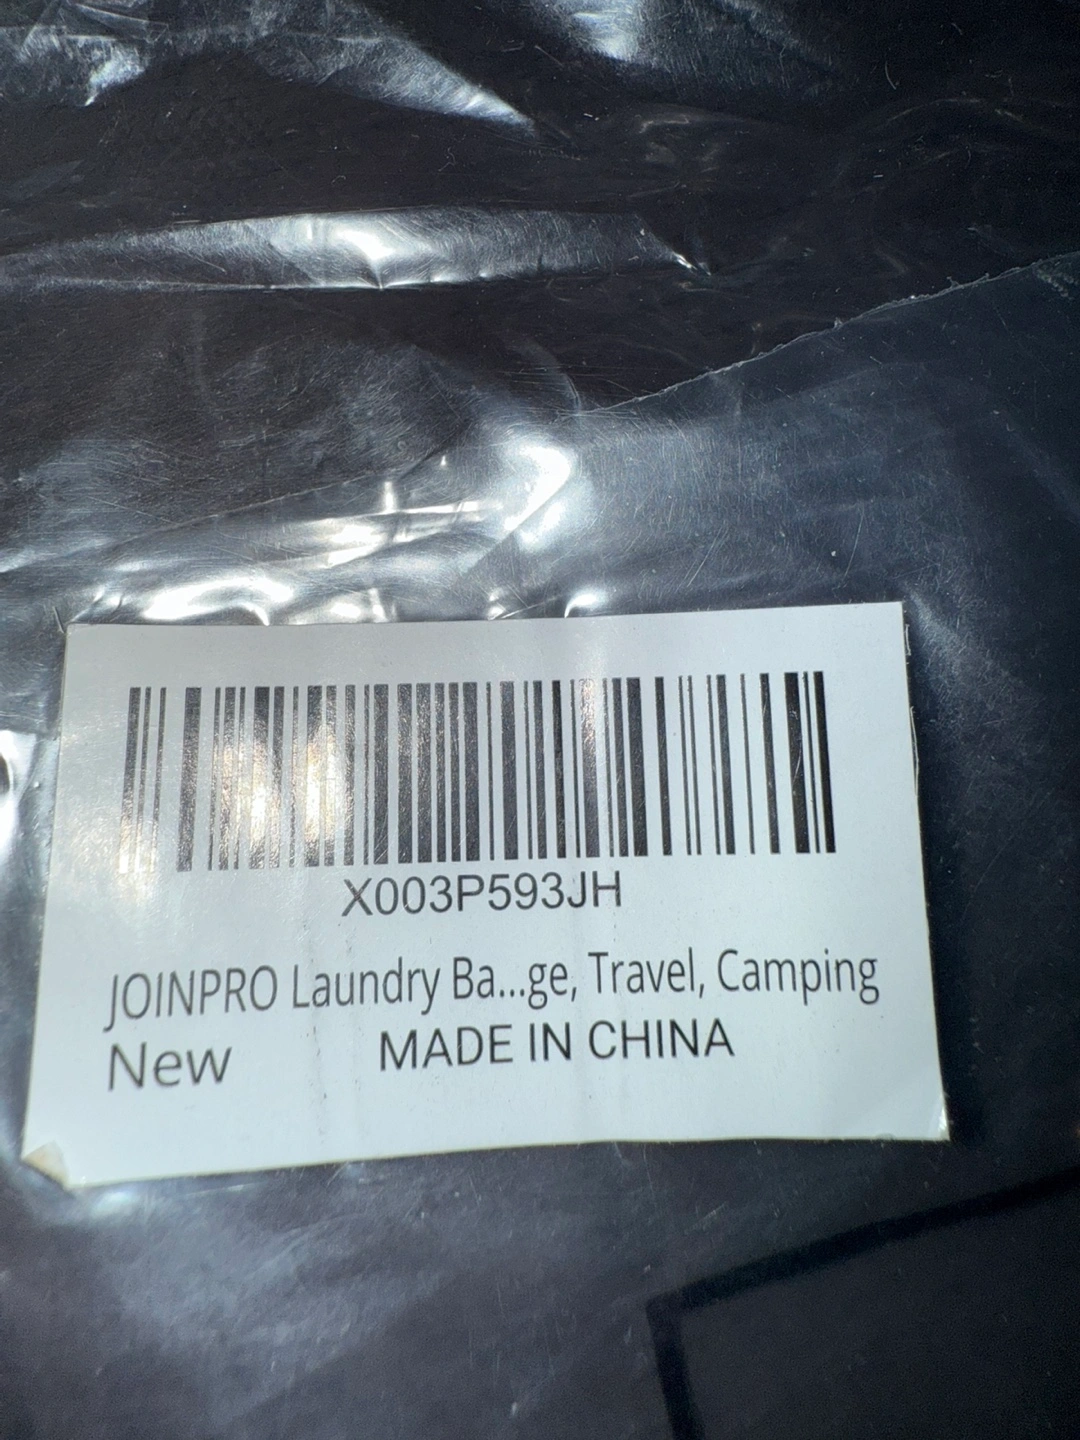 X003P593JH
JOINPRO Laundry Ba...ge, Travel, Camping
New MADE IN CHINA